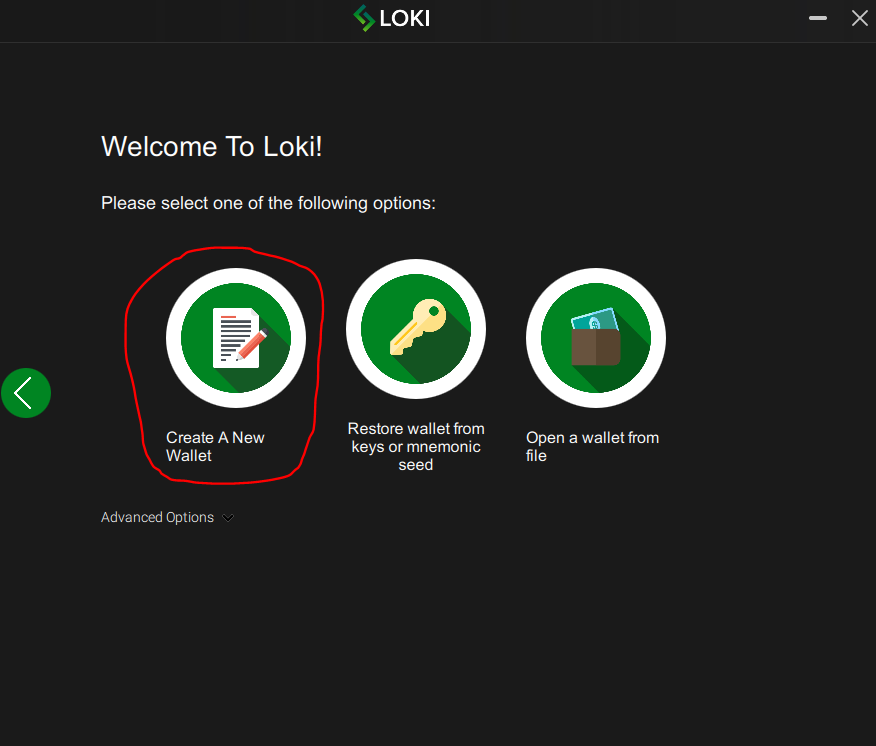 LOKI
Welcome To Loki!
Please select one of the following options:
Create A New
Wallet
Restore wallet from
keys or mnemonic
seed
Open a wallet from
file
Advanced Options